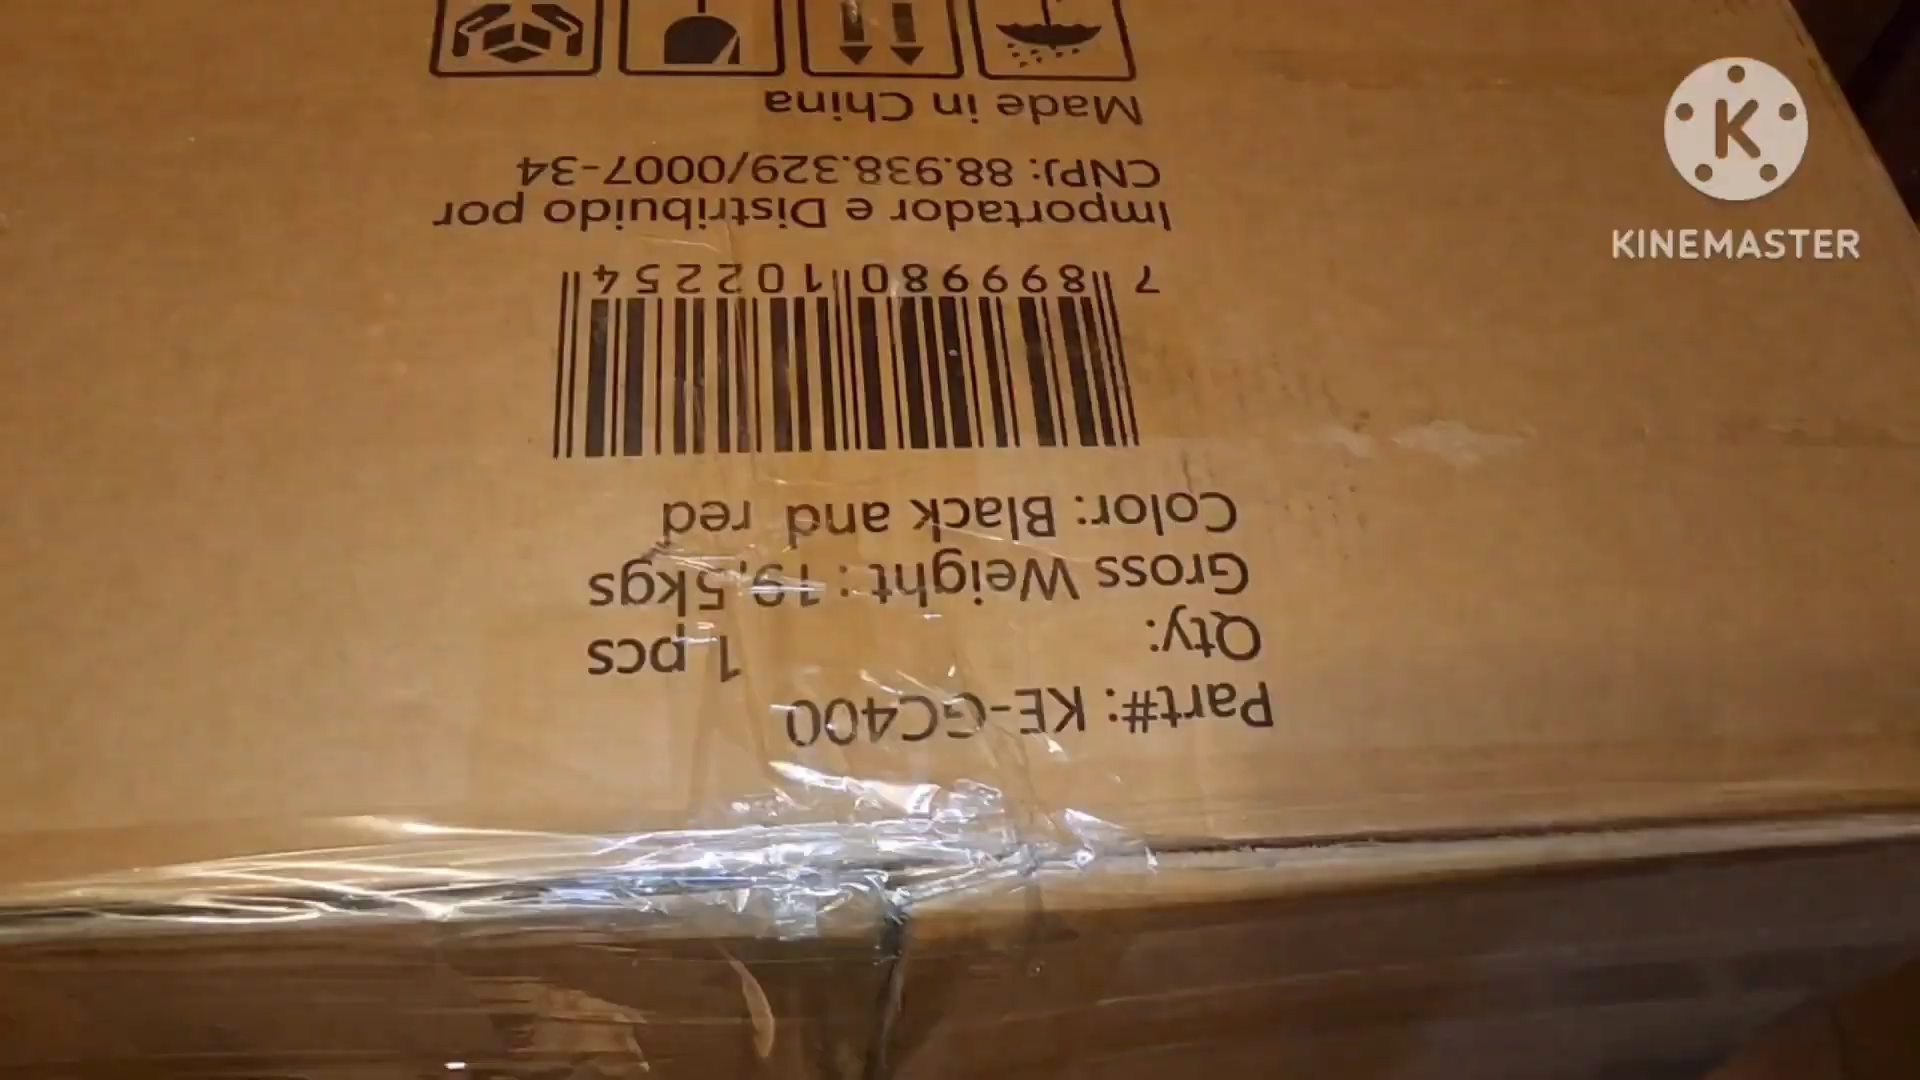 Part#: KE-GC400
Qty: 1 pcs
Gross Weight : 19,5kgs
Color: Black and red
7 899980 102254
Importador e Distribuido por
CNPJ: 88.938.329/0007-34
Made in China
K
KINEMASTER